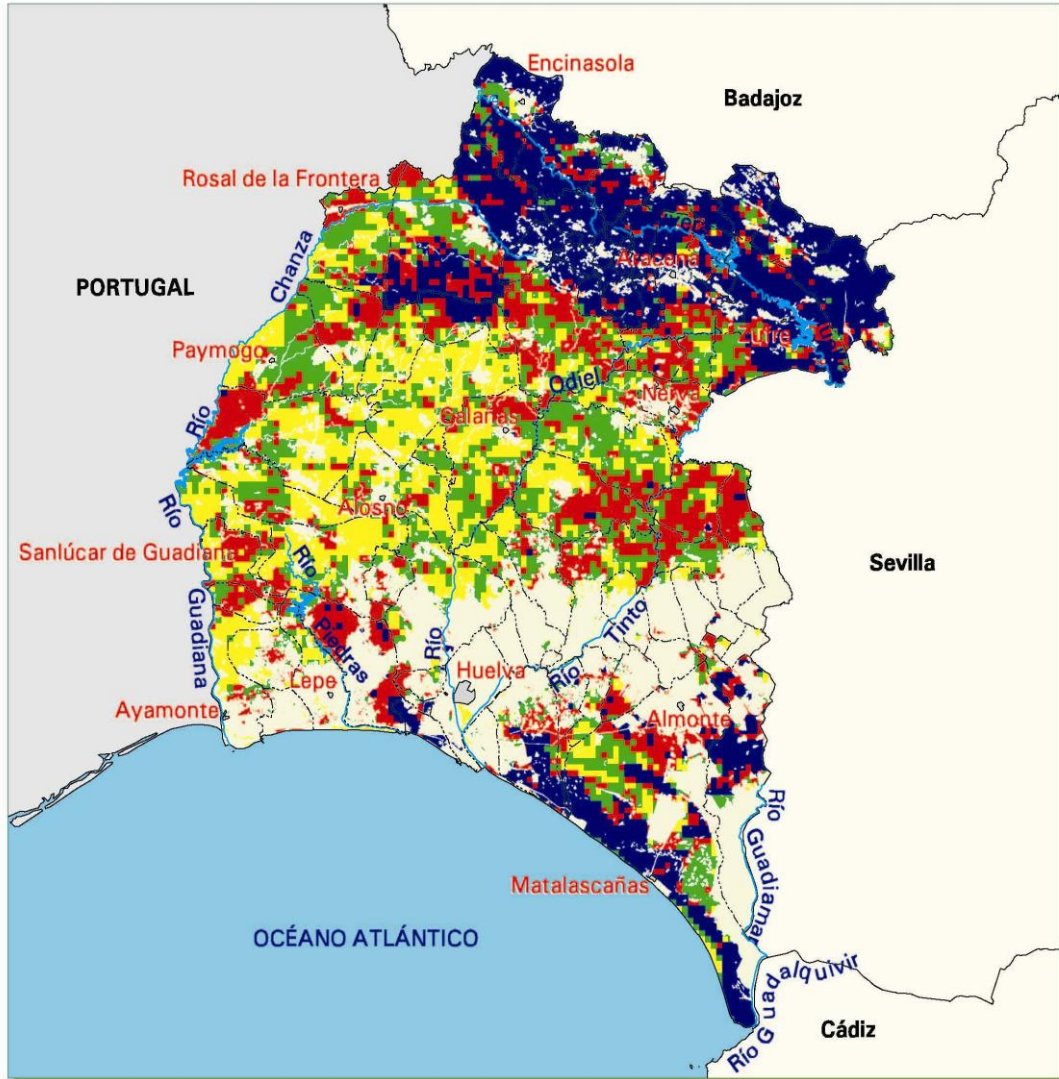 Encinasola
Badajoz
Rosal de la Frontera
Chanza
Río
PORTUGAL
Aracena
Zufre
Paymogo
Odiel
Río
Nerva
Calañas
Alosno
Río
Guadiana
Sanlúcar de Guadiana
Río
Piedras
Sevilla
Río
Tinto
Huelva
Lepe
Ayamonte
Almonte
Río
Guadiamar
Matalascañas
OCÉANO ATLÁNTICO
Río Guadalquivir
Cádiz